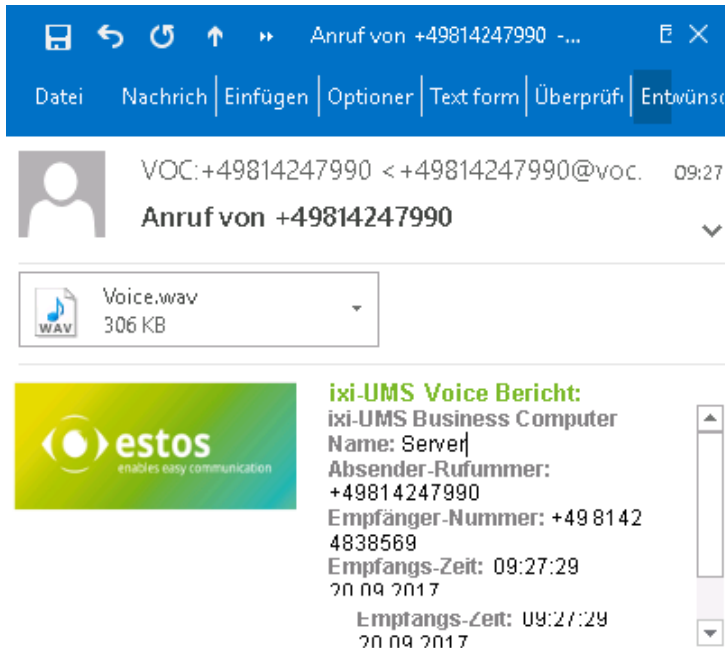 Anruf von +49814247990 -...
Datei Nachrich Einfügen Optioner Text form Überprüfı Entwünsc
VOC:+49814247990 <+49814247990@voc. 09:27
Anruf von +49814247990
Voice.wav
306 KB
WAV
estos
enables easy communication
ixi-UMS Voice Bericht:
ixi-UMS Business Computer
Name: Server
Absender-Rufummer:
+49814247990
Empfänger-Nummer: +49 8142
4838569
Empfangs-Zeit: 09:27:29
20.09.2017
Empfangs-Zeit: 09:27:29
20.09.2017